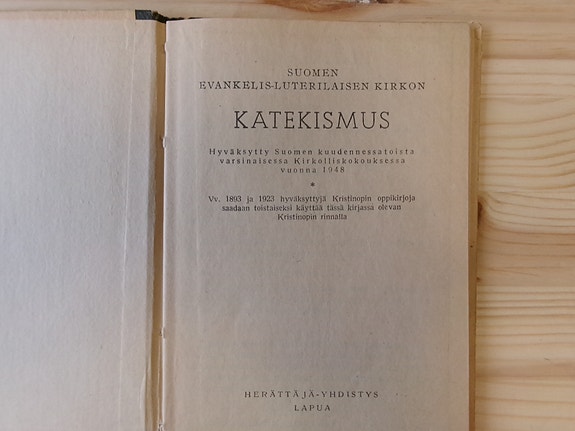 SUOMEN
EVANKELIS-LUTERILAISEN KIRKON
KATEKISMUS
Hyväksytty Suomen kuudennessatoista
varsinaisessa Kirkolliskokouksessa
vuonna 1948
*
Vv. 1893 ja 1923 hyväksyttyjä Kristinopin oppikirjoja
saadaan toistaiseksi käyttää tässä kirjassa olevan
Kristinopin rinnalla
HERÄTTÄJÄ-YHDISTYS
LAPUA